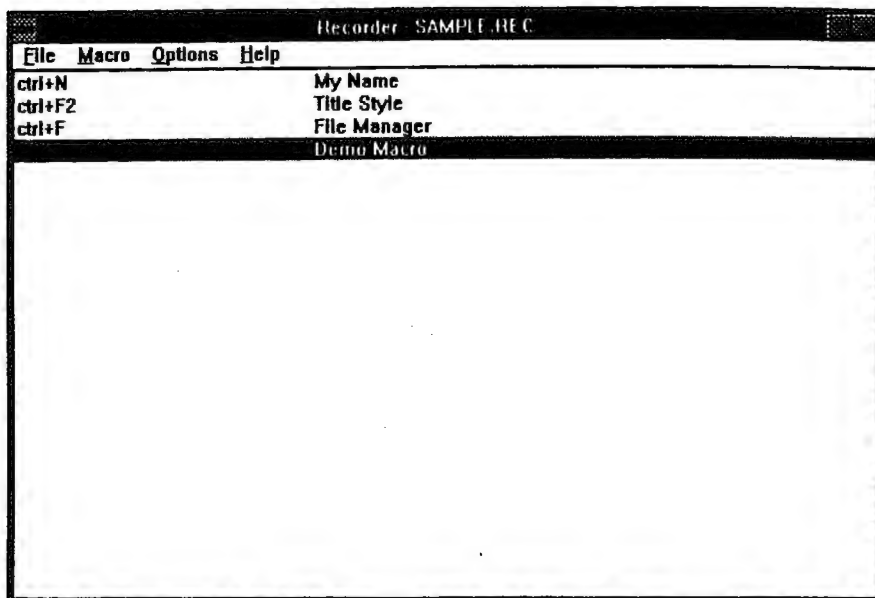 Recorder - SAMPLE.REC
File Macro Options Help
ctrl+N My Name
ctrl+F2 Title Style
ctrl+F File Manager
Demo Macro